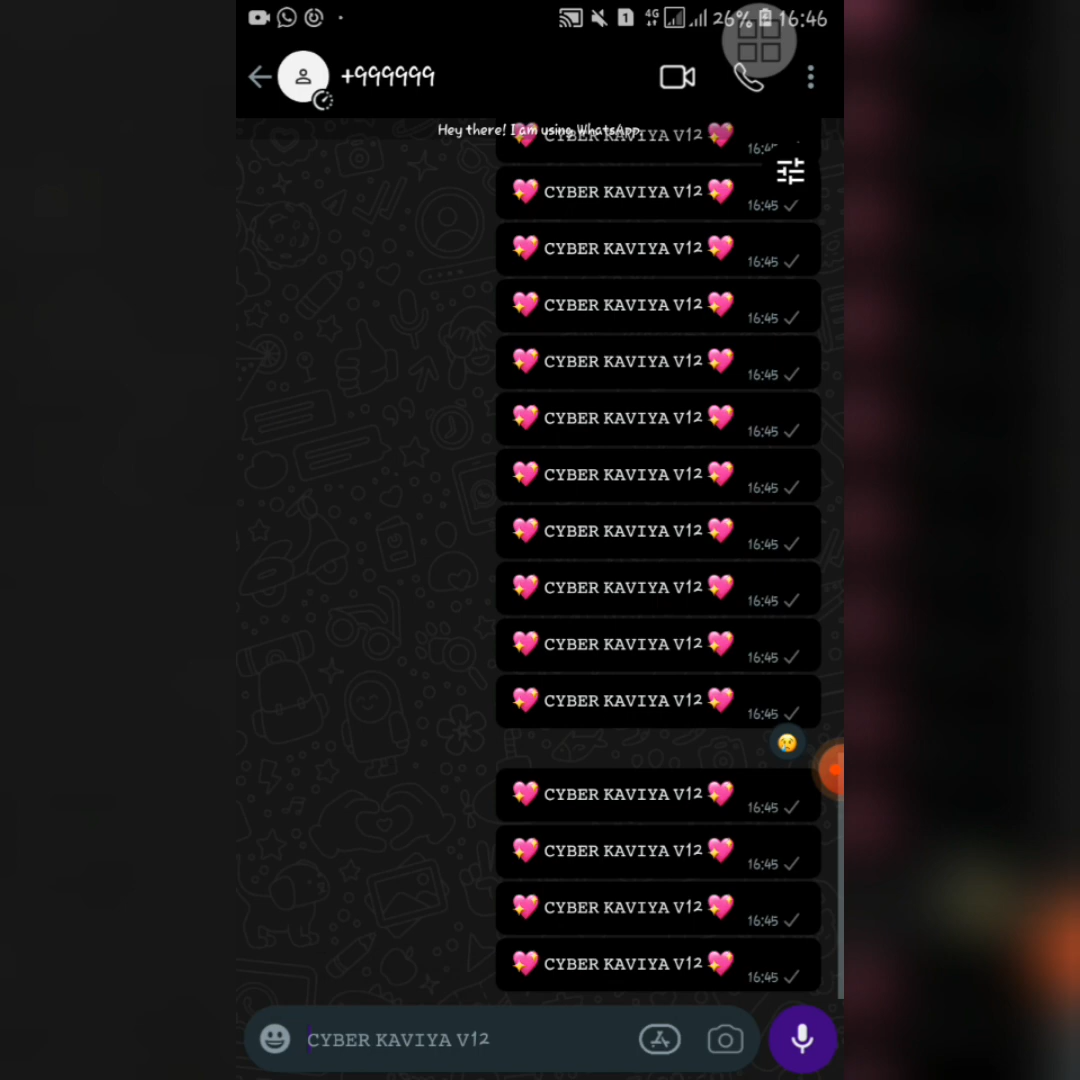 4G 26% 16:46
+999999
Hey there! I am using WhatsApp.
💖 CYBER KAVIYA V12 💖
💖 CYBER KAVIYA V12 💖 16:45
💖 CYBER KAVIYA V12 💖 16:45
💖 CYBER KAVIYA V12 💖 16:45
💖 CYBER KAVIYA V12 💖 16:45
💖 CYBER KAVIYA V12 💖 16:45
💖 CYBER KAVIYA V12 💖 16:45
💖 CYBER KAVIYA V12 💖 16:45
💖 CYBER KAVIYA V12 💖 16:45
💖 CYBER KAVIYA V12 💖 16:45
💖 CYBER KAVIYA V12 💖 16:45
💖 CYBER KAVIYA V12 💖 16:45
💖 CYBER KAVIYA V12 💖 16:45
💖 CYBER KAVIYA V12 💖 16:45
💖 CYBER KAVIYA V12 💖 16:45
CYBER KAVIYA V12